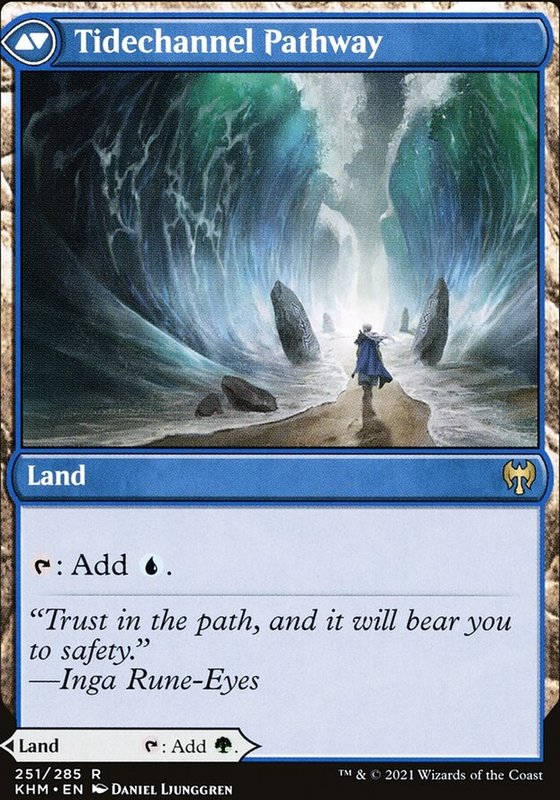 Tidechannel Pathway
Land
: Add .
“Trust in the path, and it will bear you
to safety.”
—Inga Rune-Eyes
Land : Add .
251/285 R
KHM • EN Daniel Ljunggren
™ & © 2021 Wizards of the Coast